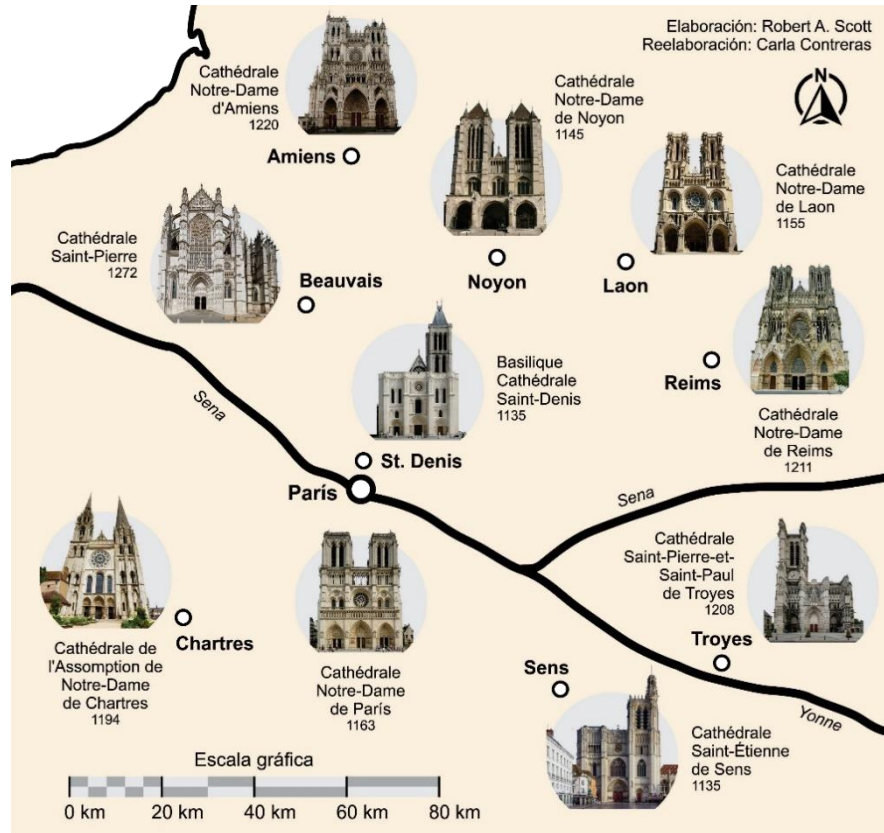 Elaboración: Robert A. Scott
Reelaboración: Carla Contreras
N
Cathédrale
Notre-Dame
d'Amiens
1220
Amiens
Cathédrale
Notre-Dame
de Noyon
1145
Noyon
Cathédrale
Notre-Dame
de Laon
1155
Laon
Cathédrale
Saint-Pierre
1272
Beauvais
Basilique
Cathédrale
Saint-Denis
1135
St. Denis
Reims
Cathédrale
Notre-Dame
de Reims
1211
Sena
París
Sena
Cathédrale
Saint-Pierre-et-
Saint-Paul
de Troyes
1208
Troyes
Chartres
Cathédrale de
l'Assomption de
Notre-Dame
de Chartres
1194
Cathédrale
Notre-Dame
de París
1163
Sens
Yonne
Cathédrale
Saint-Étienne
de Sens
1135
Escala gráfica
0 km 20 km 40 km 60 km 80 km